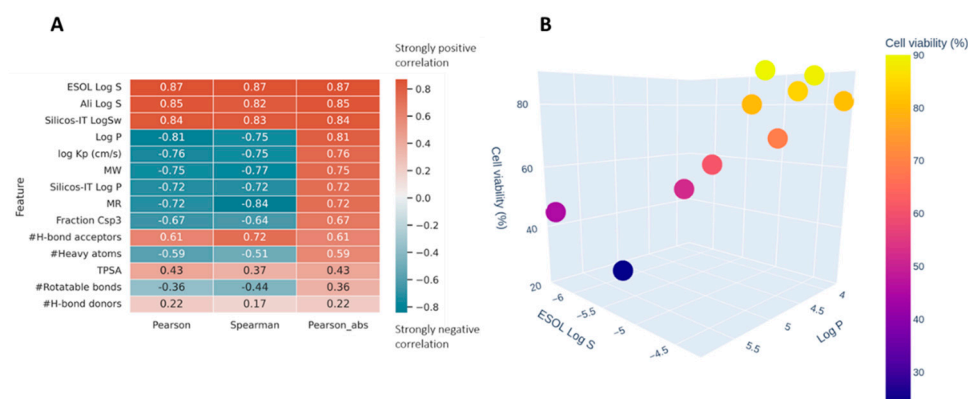 A
B
Strongly positive
correlation
Cell viability (%)
ESOL Log S 0.87 0.87 0.87
Ali Log S 0.85 0.82 0.85
Silicos-IT LogSw 0.84 0.83 0.84
Log P -0.81 -0.75 0.81
log Kp (cm/s) -0.76 -0.75 0.76
MW -0.75 -0.77 0.75
Silicos-IT Log P -0.72 -0.72 0.72
MR -0.72 -0.84 0.72
Fraction Csp3 -0.67 -0.64 0.67
#H-bond acceptors 0.61 0.72 0.61
#Heavy atoms -0.59 -0.51 0.59
TPSA 0.43 0.37 0.43
#Rotatable bonds -0.36 -0.44 0.36
#H-bond donors 0.22 0.17 0.22
Feature
Pearson Spearman Pearson_abs
0.8
0.6
0.4
0.2
0.0
−0.2
−0.4
−0.6
−0.8
Strongly negative
correlation
Cell viability (%)
80
60
40
20
−6
−5.5
−5
−4.5
ESOL Log S
5.5
5
4.5
4
Log P
90
80
70
60
50
40
30